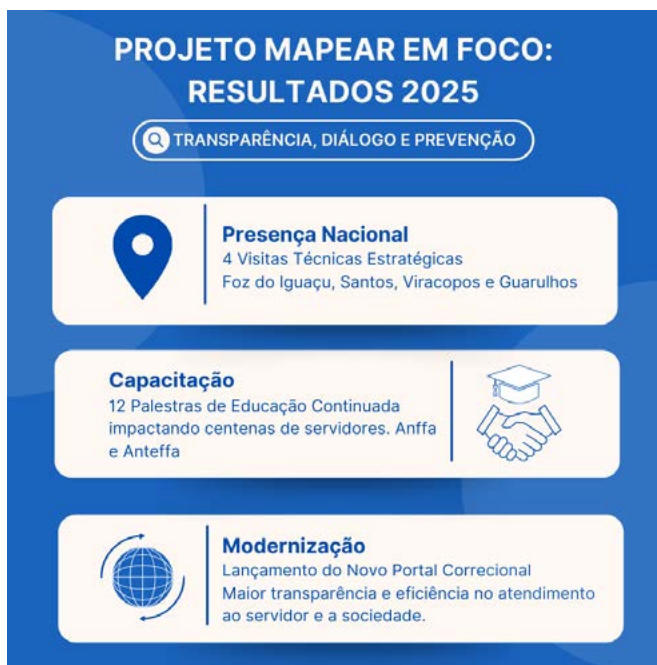 PROJETO MAPEAR EM FOCO:
RESULTADOS 2025
TRANSPARÊNCIA, DIÁLOGO E PREVENÇÃO
Presença Nacional
4 Visitas Técnicas Estratégicas
Foz do Iguaçu, Santos, Viracopos e Guarulhos
Capacitação
12 Palestras de Educação Continuada
impactando centenas de servidores. Anffa
e Anteffa
Modernização
Lançamento do Novo Portal Correcional
Maior transparência e eficiência no atendimento
ao servidor e a sociedade.